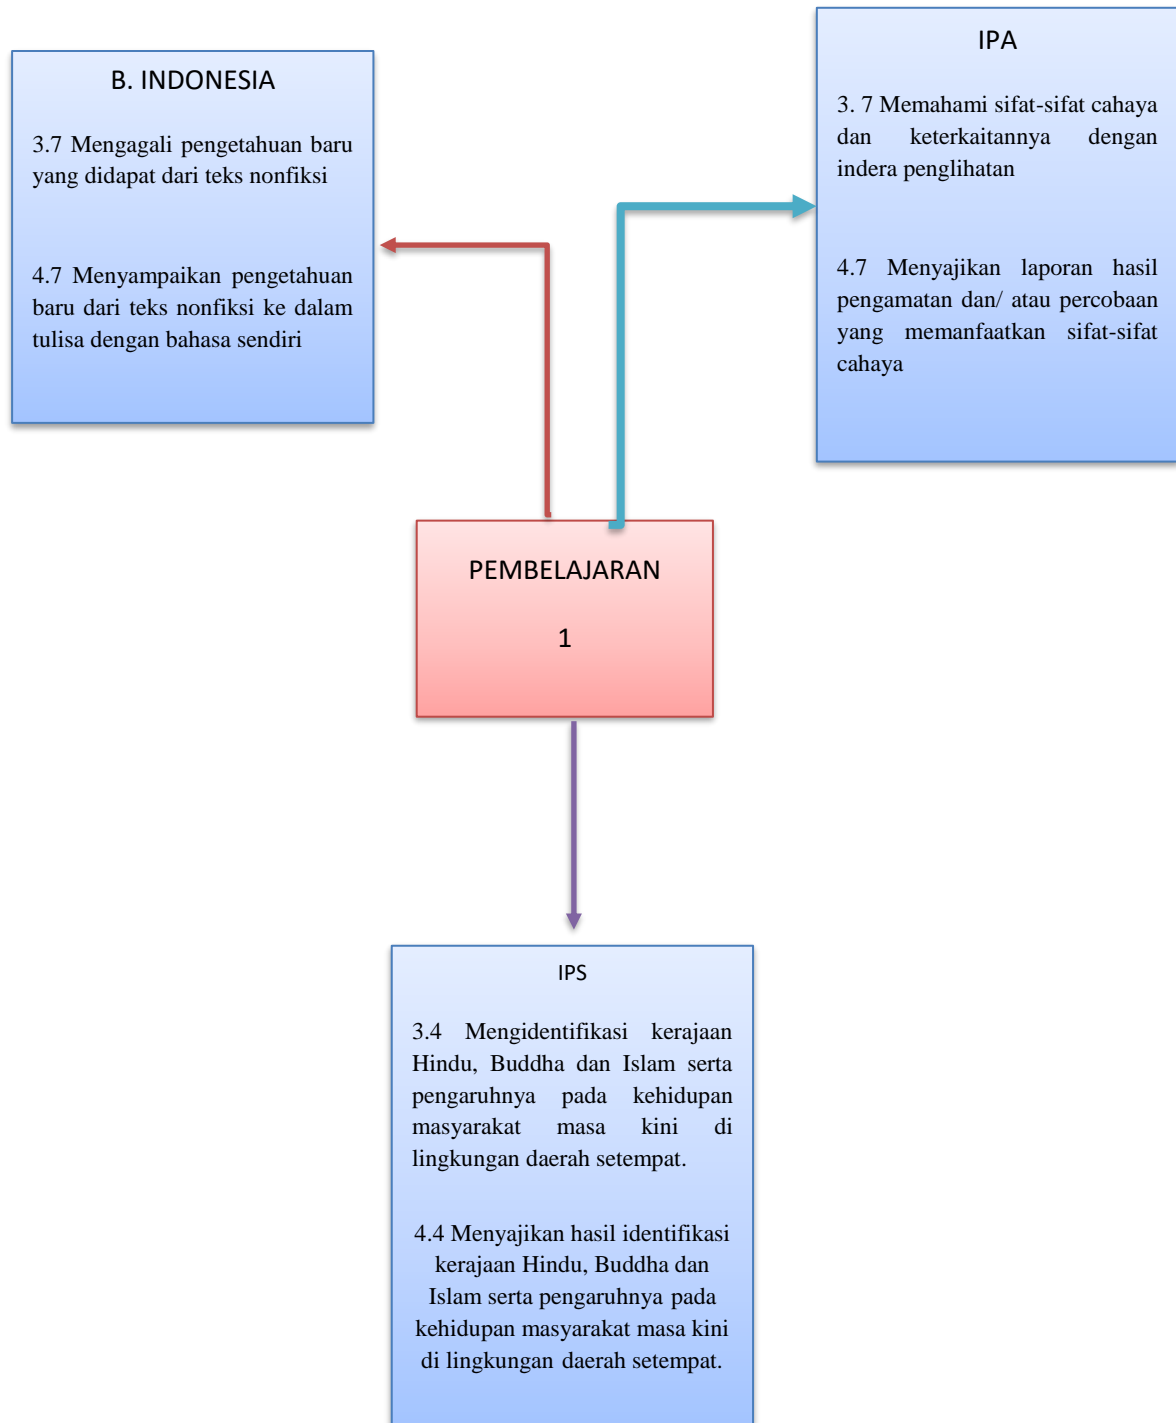 B. INDONESIA
3.7 Mengagali pengetahuan baru
yang didapat dari teks nonfiksi
4.7 Menyampaikan pengetahuan
baru dari teks nonfiksi ke dalam
tulisa dengan bahasa sendiri
IPA
3. 7 Memahami sifat-sifat cahaya
dan keterkaitannya dengan
indera penglihatan
4.7 Menyajikan laporan hasil
pengamatan dan/ atau percobaan
yang memanfaatkan sifat-sifat
cahaya
PEMBELAJARAN
1
IPS
3.4 Mengidentifikasi kerajaan
Hindu, Buddha dan Islam serta
pengaruhnya pada kehidupan
masyarakat masa kini di
lingkungan daerah setempat.
4.4 Menyajikan hasil identifikasi
kerajaan Hindu, Buddha dan
Islam serta pengaruhnya pada
kehidupan masyarakat masa kini
di lingkungan daerah setempat.